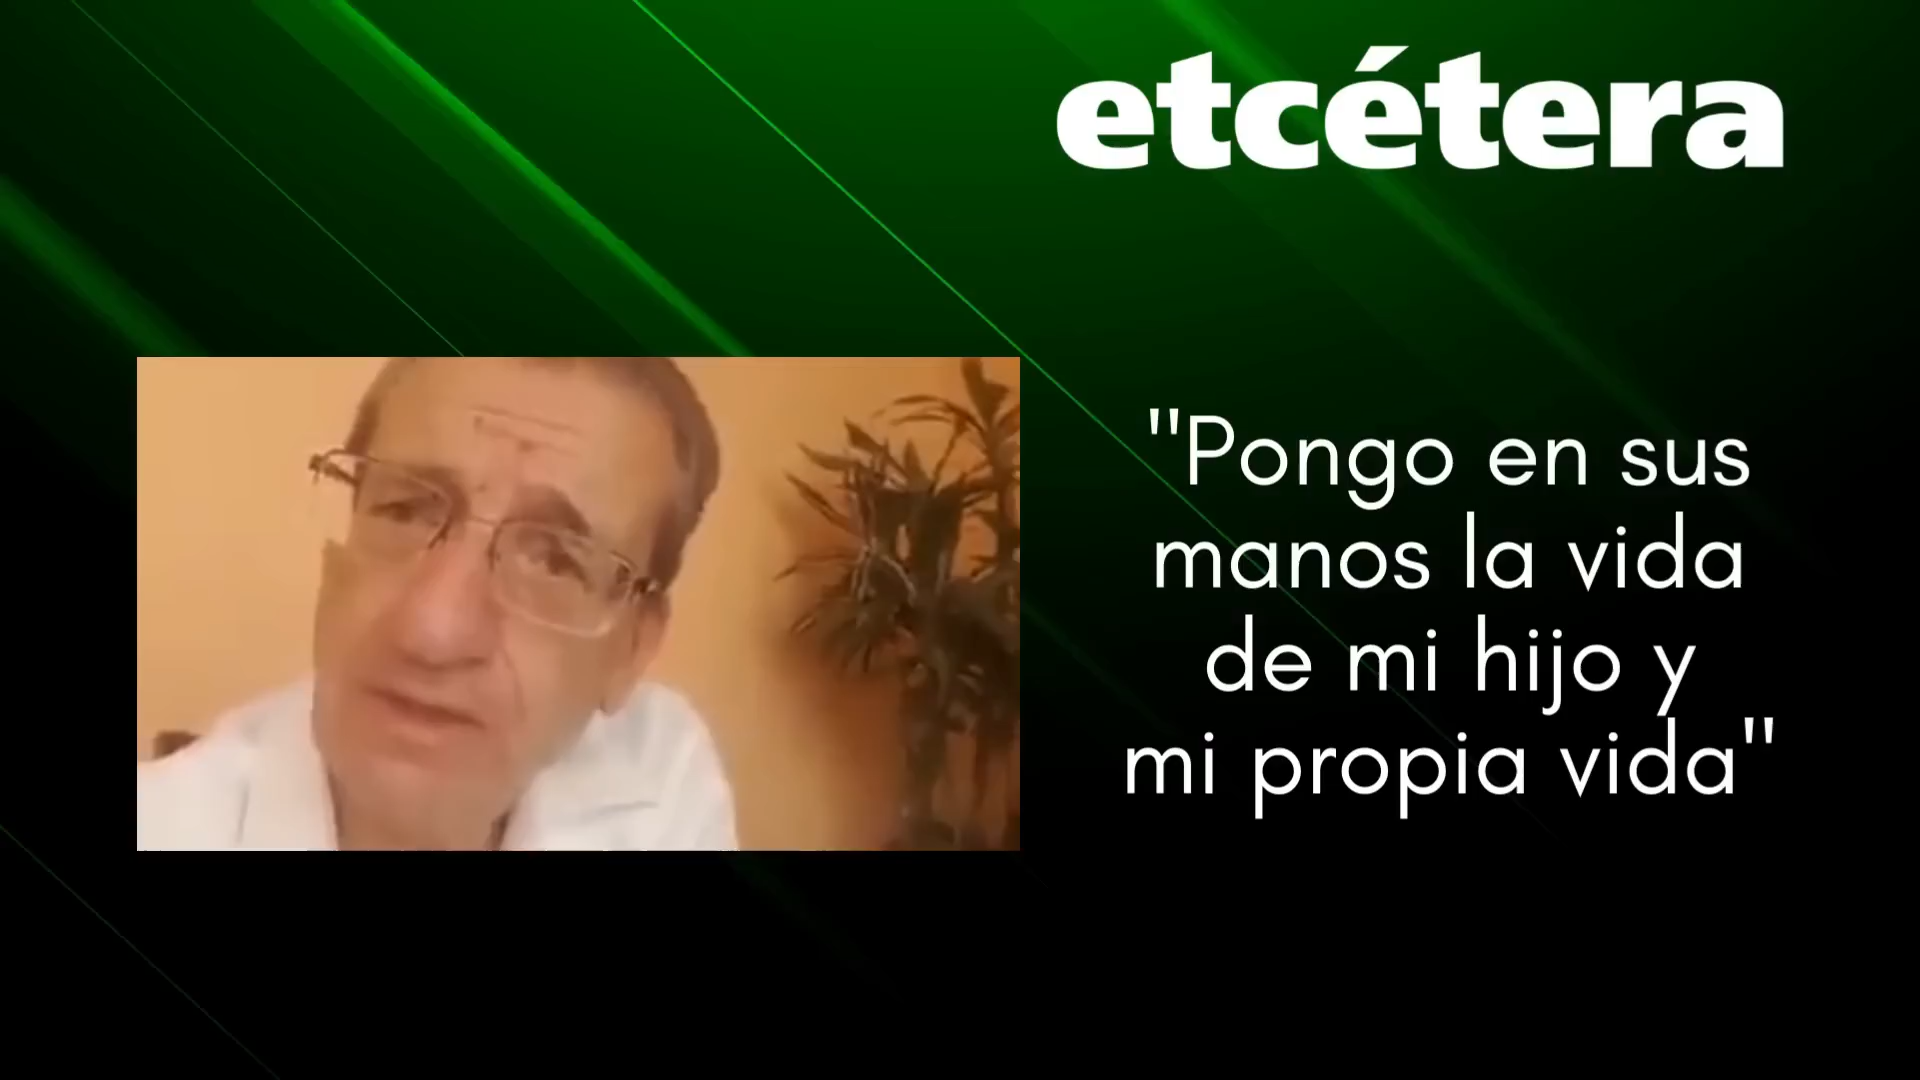 etcétera
"Pongo en sus
manos la vida
de mi hijo y
mi propia vida"